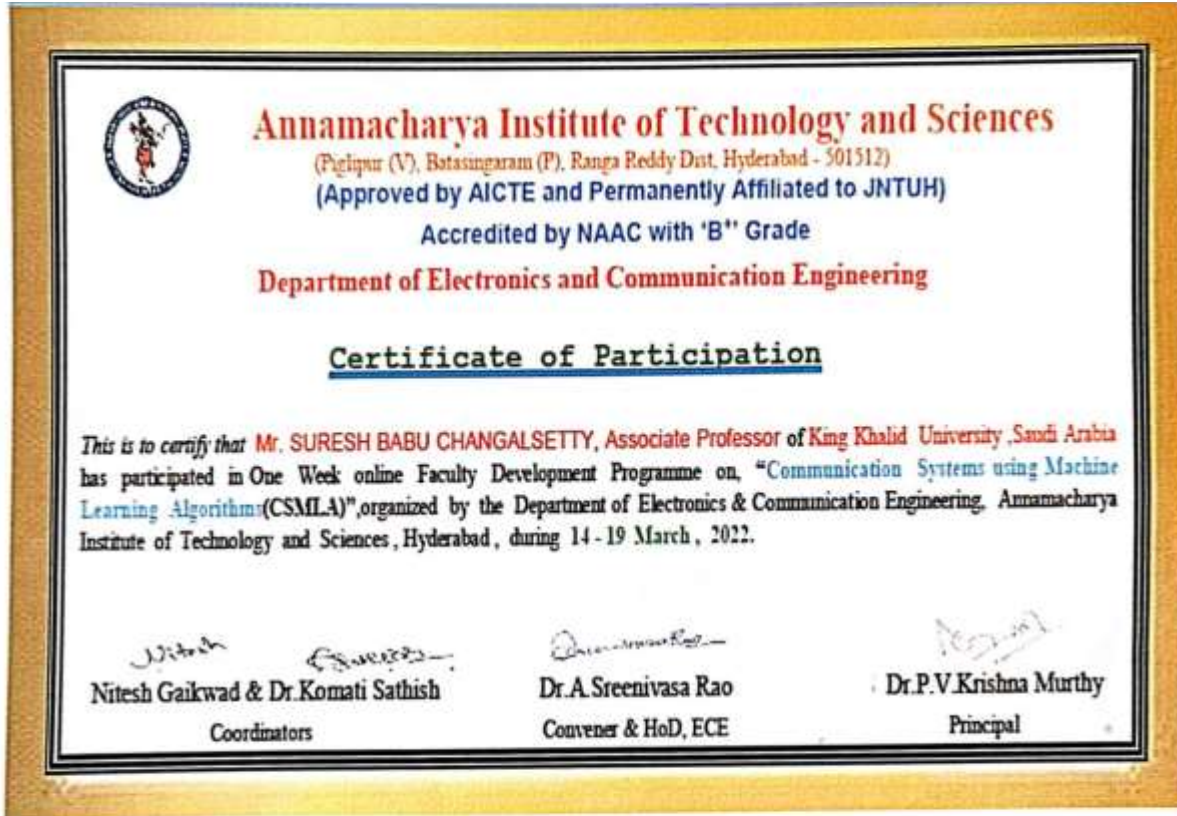 Annamacharya Institute of Technology and Sciences
(Piglipur (V), Batasingaram (P), Ranga Reddy Dist, Hyderabad - 501512)
(Approved by AICTE and Permanently Affiliated to JNTUH)
Accredited by NAAC with 'B+' Grade
Department of Electronics and Communication Engineering
Certificate of Participation
This is to certify that Mr. SURESH BABU CHANGALSETTY, Associate Professor of King Khalid University ,Saudi Arabia
has participated in One Week online Faculty Development Programme on, “Communication Systems using Machine
Learning Algorithms(CSMLA)”,organized by the Department of Electronics & Communication Engineering, Annamacharya
Institute of Technology and Sciences , Hyderabad , during 14 - 19 March , 2022.
Nitesh
Nitesh Gaikwad & Dr.Komati Sathish
Dr.A.Sreenivasa Rao
Dr.P.V.Krishna Murthy
Coordinators
Convener & HoD, ECE
Principal